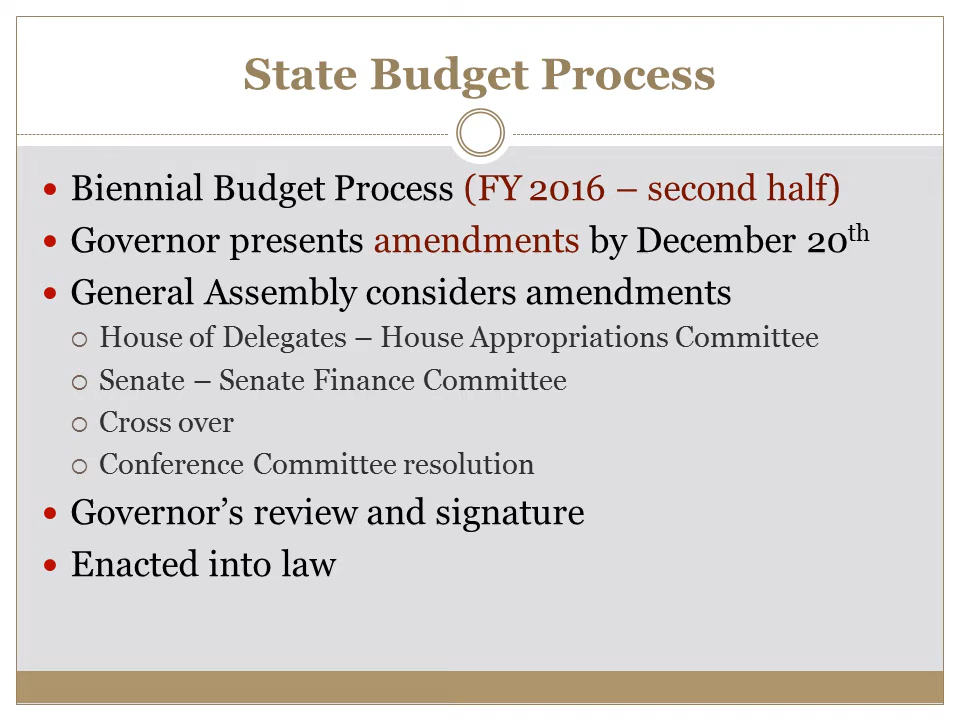 State Budget Process
Biennial Budget Process (FY 2016 – second half)
Governor presents amendments by December 20th
General Assembly considers amendments
House of Delegates – House Appropriations Committee
Senate – Senate Finance Committee
Cross over
Conference Committee resolution
Governor’s review and signature
Enacted into law